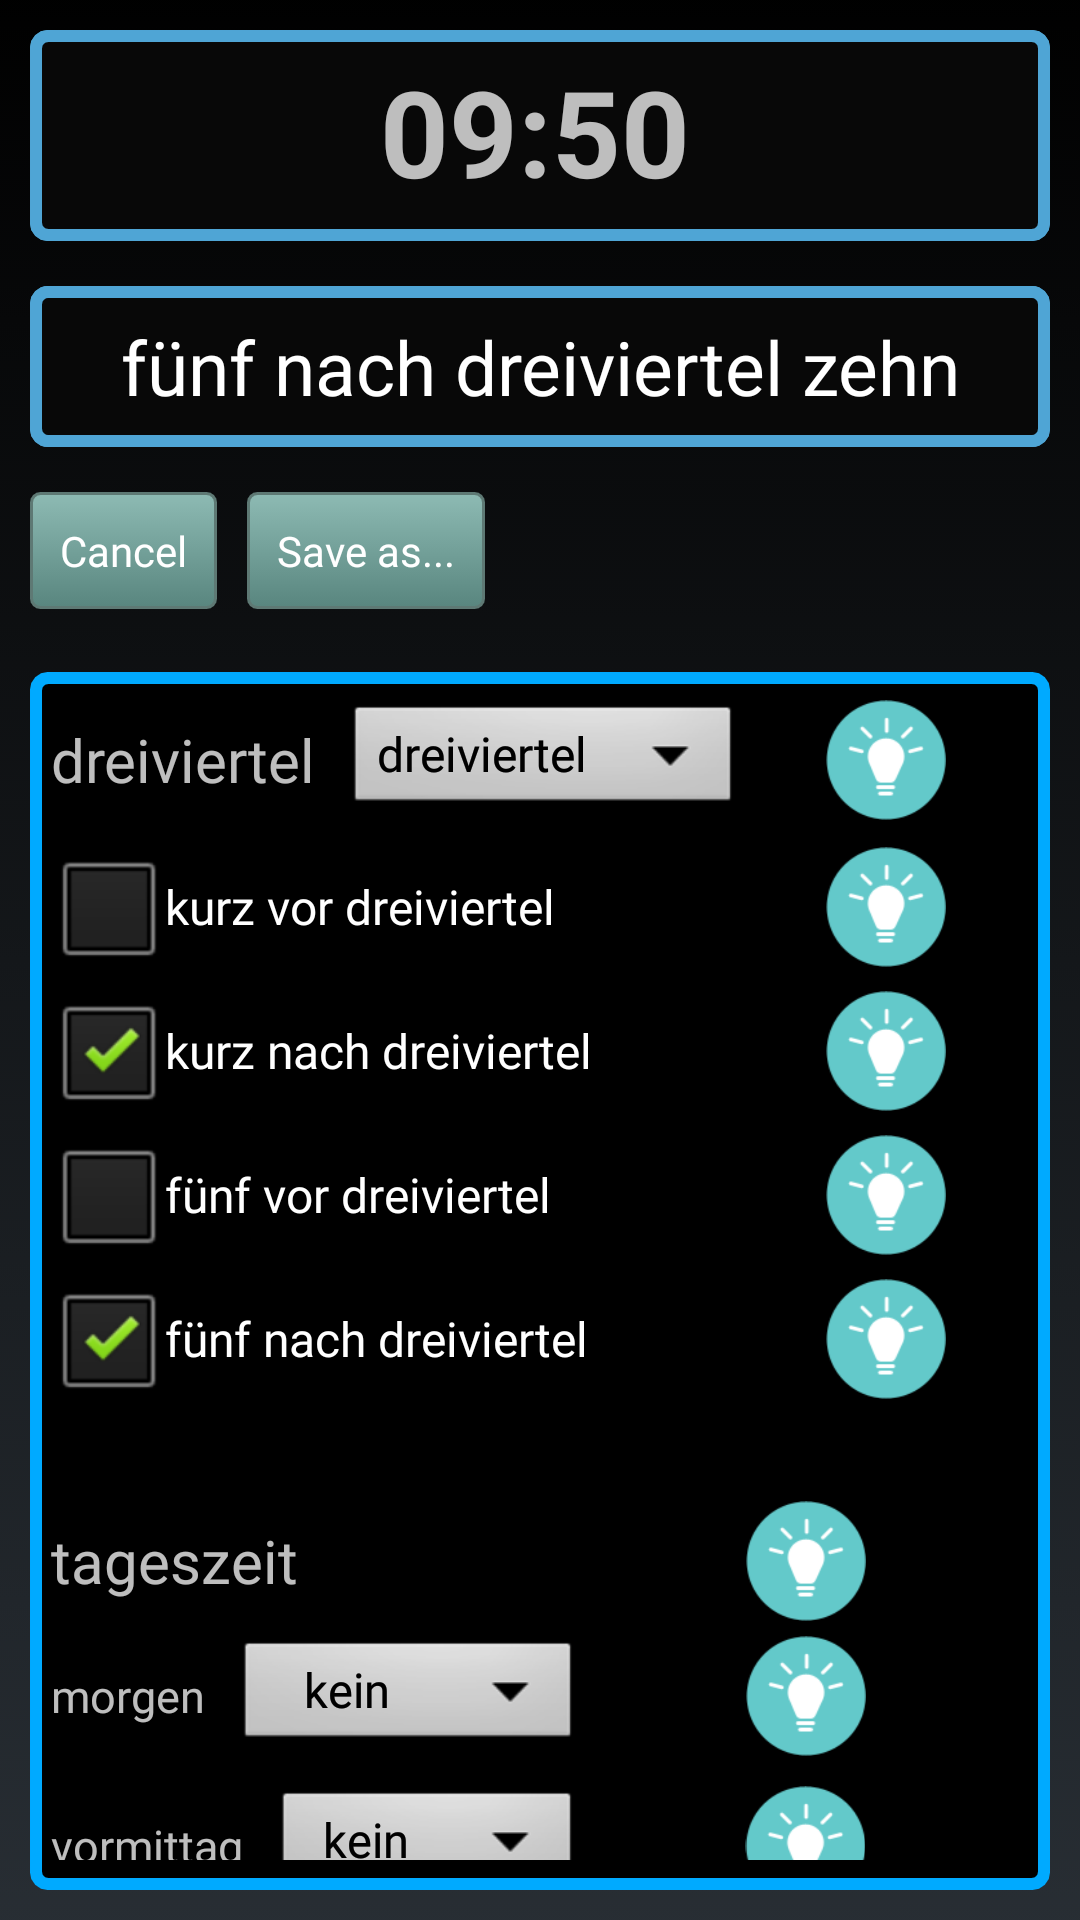 09:50
fünf nach dreiviertel zehn
Cancel Save as...
dreiviertel dreiviertel
kurz vor dreiviertel
kurz nach dreiviertel
fünf vor dreiviertel
fünf nach dreiviertel
tageszeit
morgen kein
vormittag kein